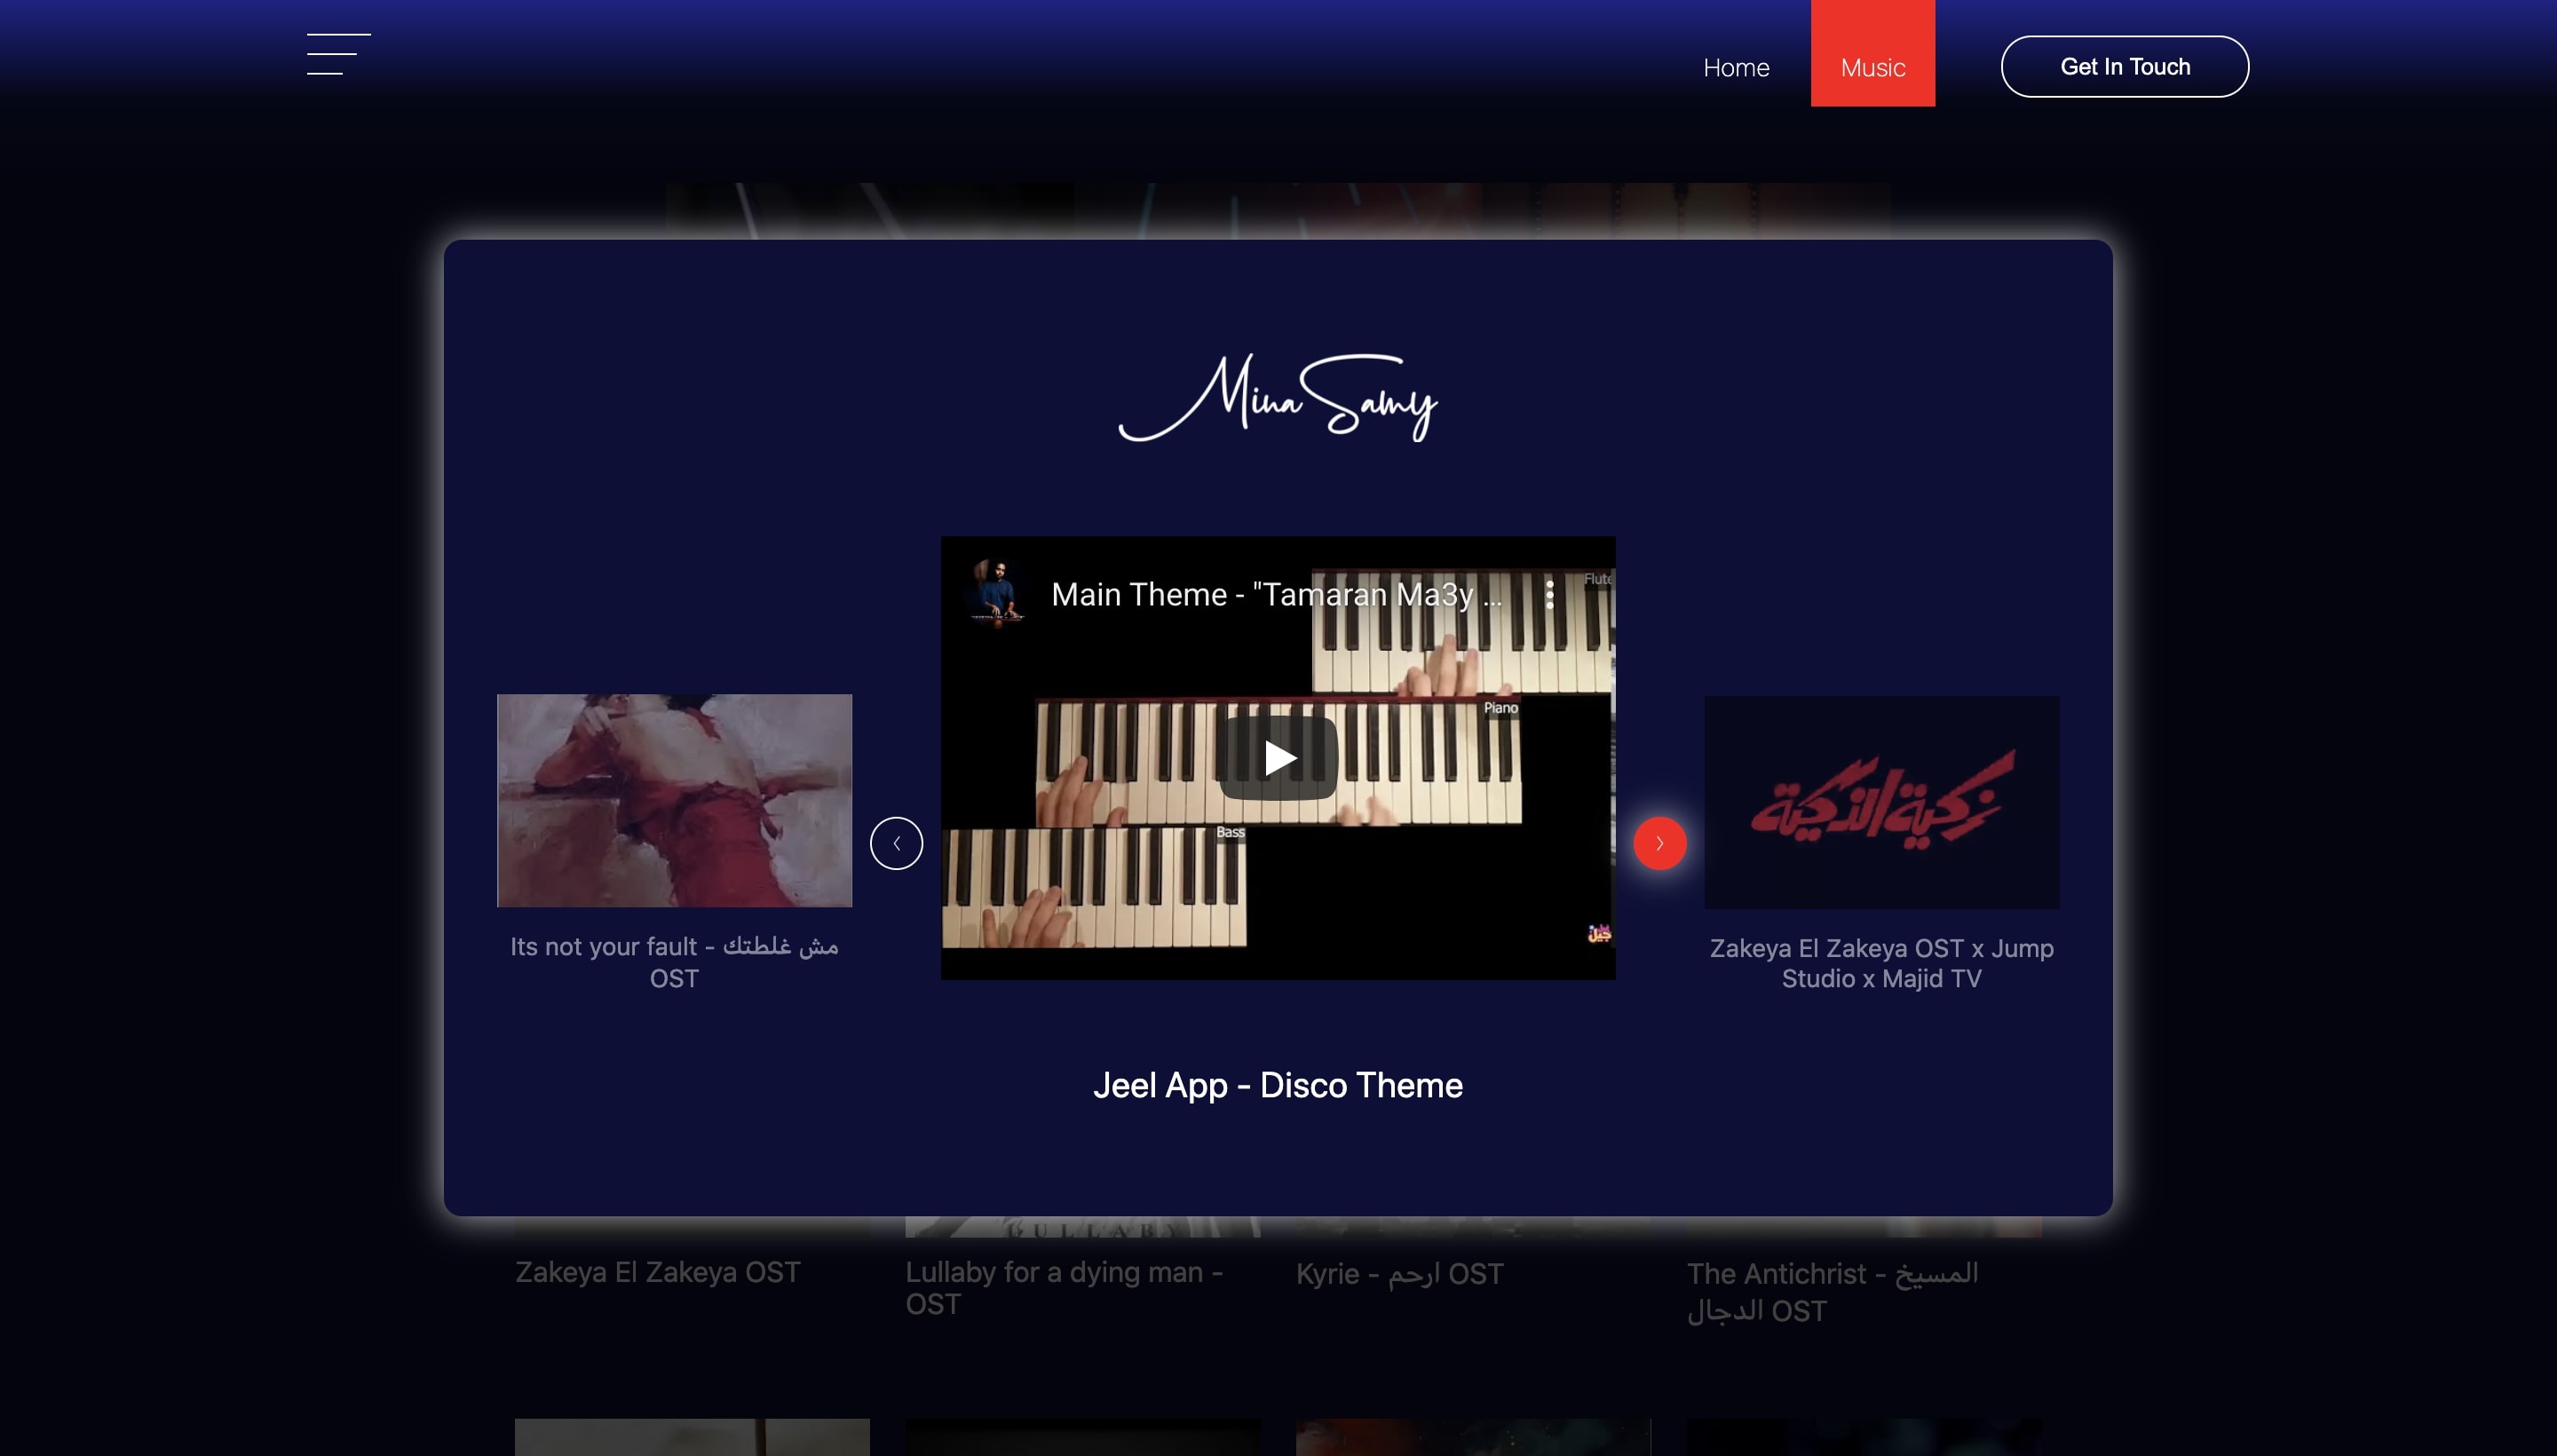 Home
Music
Get In Touch
Mina Samy
Main Theme - "Tamaran Ma3y ...
Flute
Piano
Bass
جيل
زكية الذكية
Its not your fault - مش غلطتك
OST
Zakeya El Zakeya OST x Jump
Studio x Majid TV
Jeel App - Disco Theme
LULLABY
Zakeya El Zakeya OST
Lullaby for a dying man -
OST
Kyrie - ارحم OST
The Antichrist - المسيخ
الدجال OST